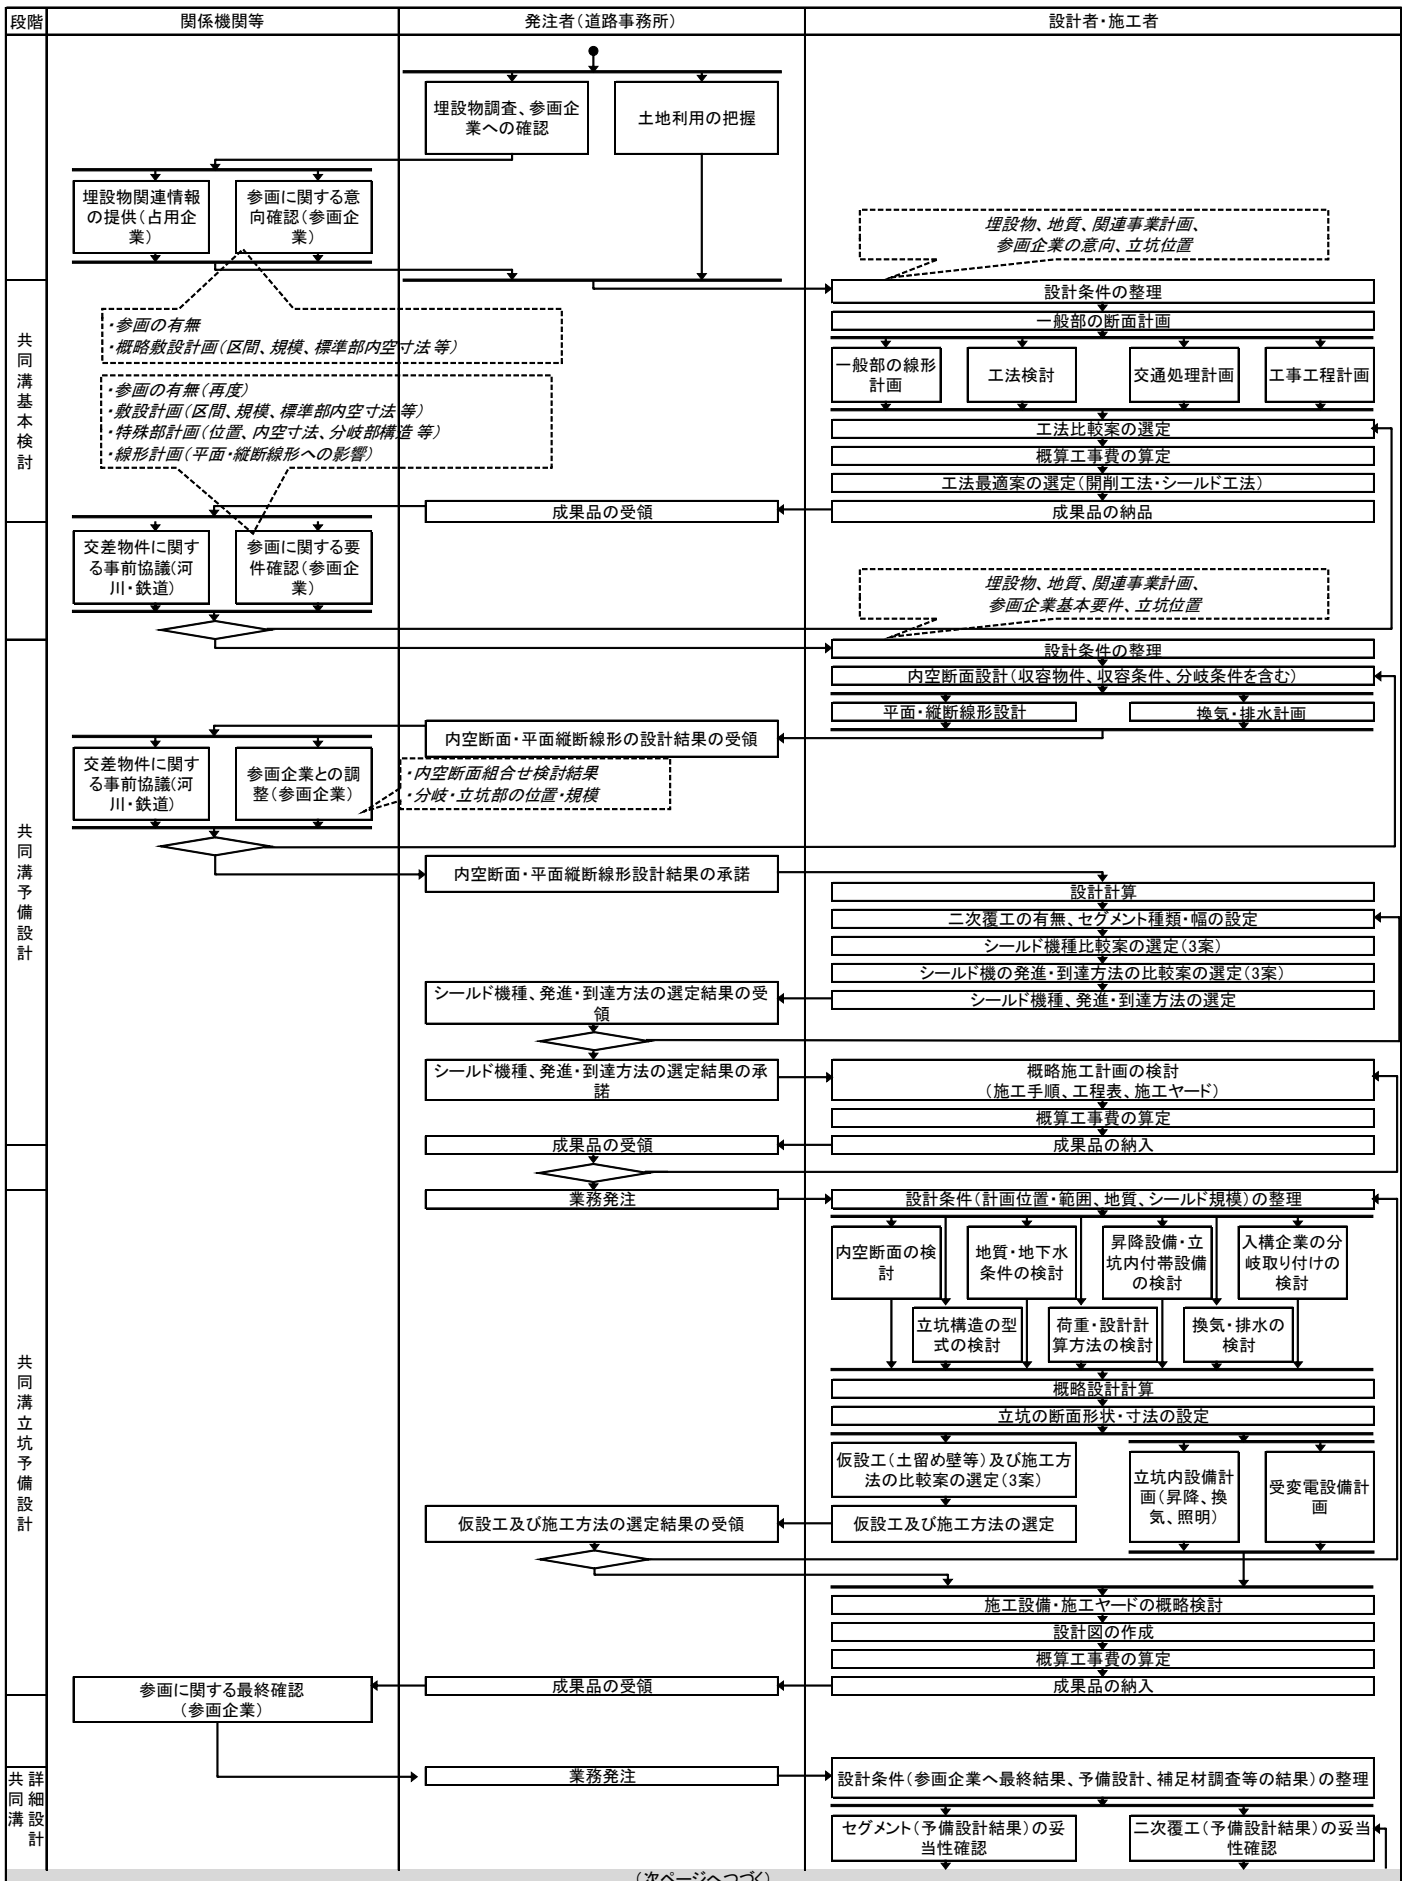 段階
関係機関等
発注者(道路事務所)
設計者・施工者
埋設物調査、参画企
業への確認
土地利用の把握
埋設物関連情報
の提供(占用企
業)
参画に関する意
向確認(参画企
業)
埋設物、地質、関連事業計画、
参画企業の意向、立坑位置
共同溝基本検討
設計条件の整理
・参画の有無
・概略敷設計画(区間、規模、標準部内空寸法 等)
一般部の断面計画
一般部の線形
計画
工法検討
交通処理計画
工事工程計画
・参画の有無(再度)
・敷設計画(区間、規模、標準部内空寸法 等)
・特殊部計画(位置、内空寸法、分岐部構造 等)
・線形計画(平面・縦断線形への影響)
工法比較案の選定
概算工事費の算定
工法最適案の選定(開削工法・シールド工法)
成果品の受領
成果品の納品
交差物件に関す
る事前協議(河
川・鉄道)
参画に関する要
件確認(参画企
業)
埋設物、地質、関連事業計画、
参画企業基本要件、立坑位置
共同溝予備設計
設計条件の整理
内空断面設計(収容物件、収容条件、分岐条件を含む)
平面・縦断線形設計
換気・排水計画
内空断面・平面縦断線形の設計結果の受領
交差物件に関す
る事前協議(河
川・鉄道)
参画企業との調
整(参画企業)
・内空断面組合せ検討結果
・分岐・立坑部の位置・規模
内空断面・平面縦断線形設計結果の承諾
設計計算
二次覆工の有無、セグメント種類・幅の設定
シールド機種比較案の選定(3案)
シールド機の発進・到達方法の比較案の選定(3案)
シールド機種、発進・到達方法の選定結果の受
領
シールド機種、発進・到達方法の選定
シールド機種、発進・到達方法の選定結果の承
諾
概略施工計画の検討
(施工手順、工程表、施工ヤード)
概算工事費の算定
成果品の受領
成果品の納入
共同溝立坑予備設計
業務発注
設計条件(計画位置・範囲、地質、シールド規模)の整理
内空断面の検
討
地質・地下水
条件の検討
昇降設備・立
坑内付帯設備
の検討
入構企業の分
岐取り付けの
検討
立坑構造の型
式の検討
荷重・設計計
算方法の検討
換気・排水の
検討
概略設計計算
立坑の断面形状・寸法の設定
仮設工(土留め壁等)及び施工方
法の比較案の選定(3案)
立坑内設備計
画(昇降、換
気、照明)
受変電設備計
画
仮設工及び施工方法の選定結果の受領
仮設工及び施工方法の選定
施工設備・施工ヤードの概略検討
設計図の作成
概算工事費の算定
参画に関する最終確認
(参画企業)
成果品の受領
成果品の納入
共同溝
詳細設計
業務発注
設計条件(参画企業へ最終結果、予備設計、補足材調査等の結果)の整理
セグメント(予備設計結果)の妥
当性確認
二次覆工(予備設計結果)の妥当
性確認
(次ページへつづく)